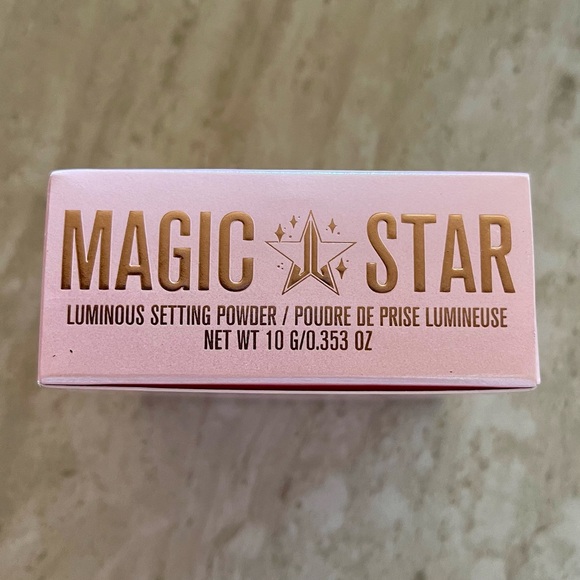 MAGIC STAR
LUMINOUS SETTING POWDER / POUDRE DE PRISE LUMINEUSE
NET WT 10 G/0.353 OZ